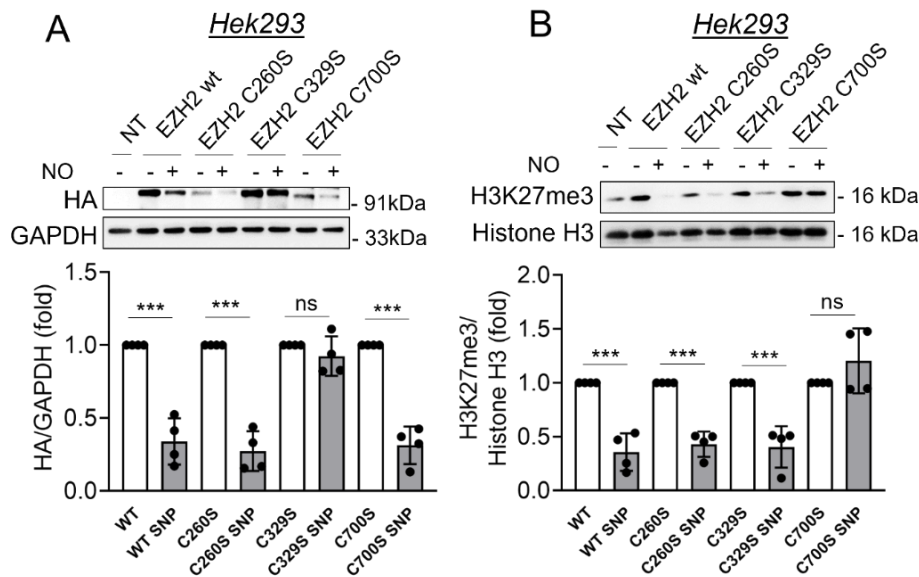 A
Hek293
NT
EZH2 wt
EZH2 C260S
EZH2 C329S
EZH2 C700S
NO - - + - + - + - +
HA - 91kDa
GAPDH - 33kDa
HA/GAPDH (fold)
1.5
1.0
0.5
0.0
*** *** ns ***
WT
WT SNP
C260S
C260S SNP
C329S
C329S SNP
C700S
C700S SNP
B
Hek293
NT
EZH2 wt
EZH2 C260S
EZH2 C329S
EZH2 C700S
NO - - + - + - + - +
H3K27me3 - 16 kDa
Histone H3 - 16 kDa
H3K27me3/
Histone H3 (fold)
2.0
1.5
1.0
0.5
0.0
*** *** *** ns
WT
WT SNP
C260S
C260S SNP
C329S
C329S SNP
C700S
C700S SNP